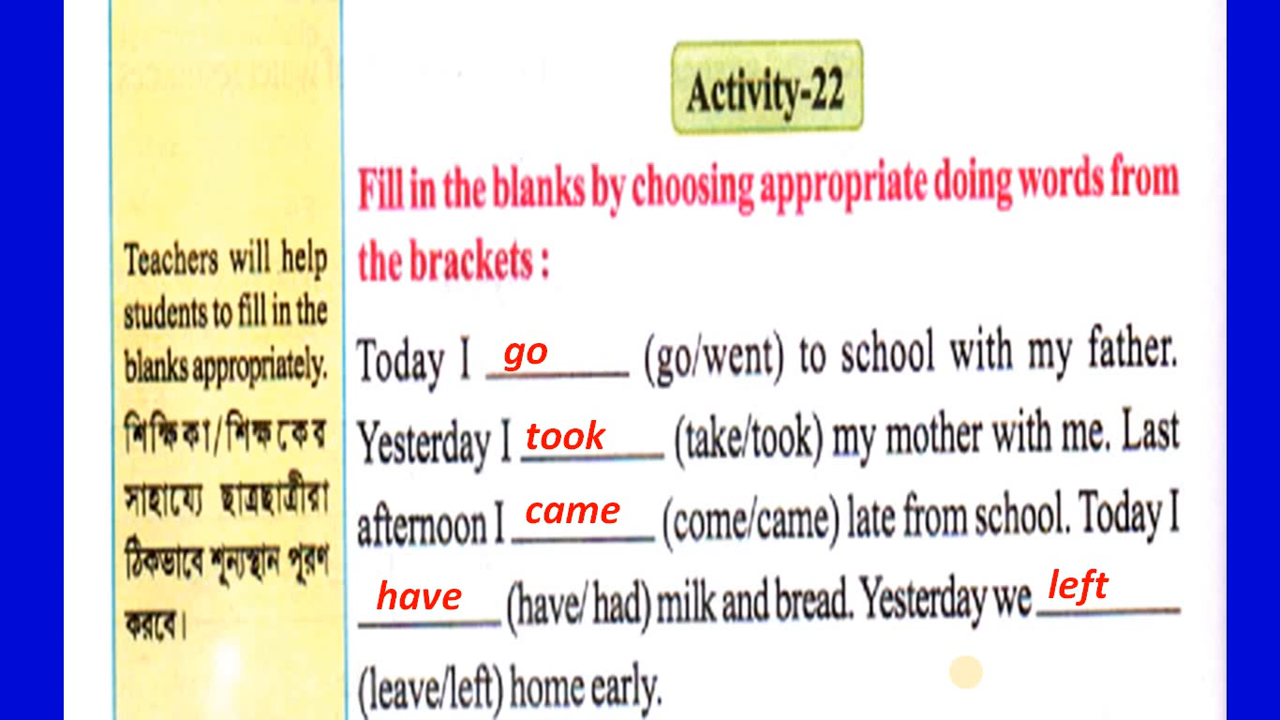 Activity-22
Fill in the blanks by choosing appropriate doing words from
the brackets :
Teachers will help
students to fill in the
blanks appropriately.
শিক্ষিকা/শিক্ষকের
সাহায্যে ছাত্রছাত্রীরা
ঠিকভাবে শূন্যস্থান পূরণ
করবে।
Today I go (go/went) to school with my father.
Yesterday I took (take/took) my mother with me. Last
afternoon I came (come/came) late from school. Today I
have (have/ had) milk and bread. Yesterday we left
(leave/left) home early.